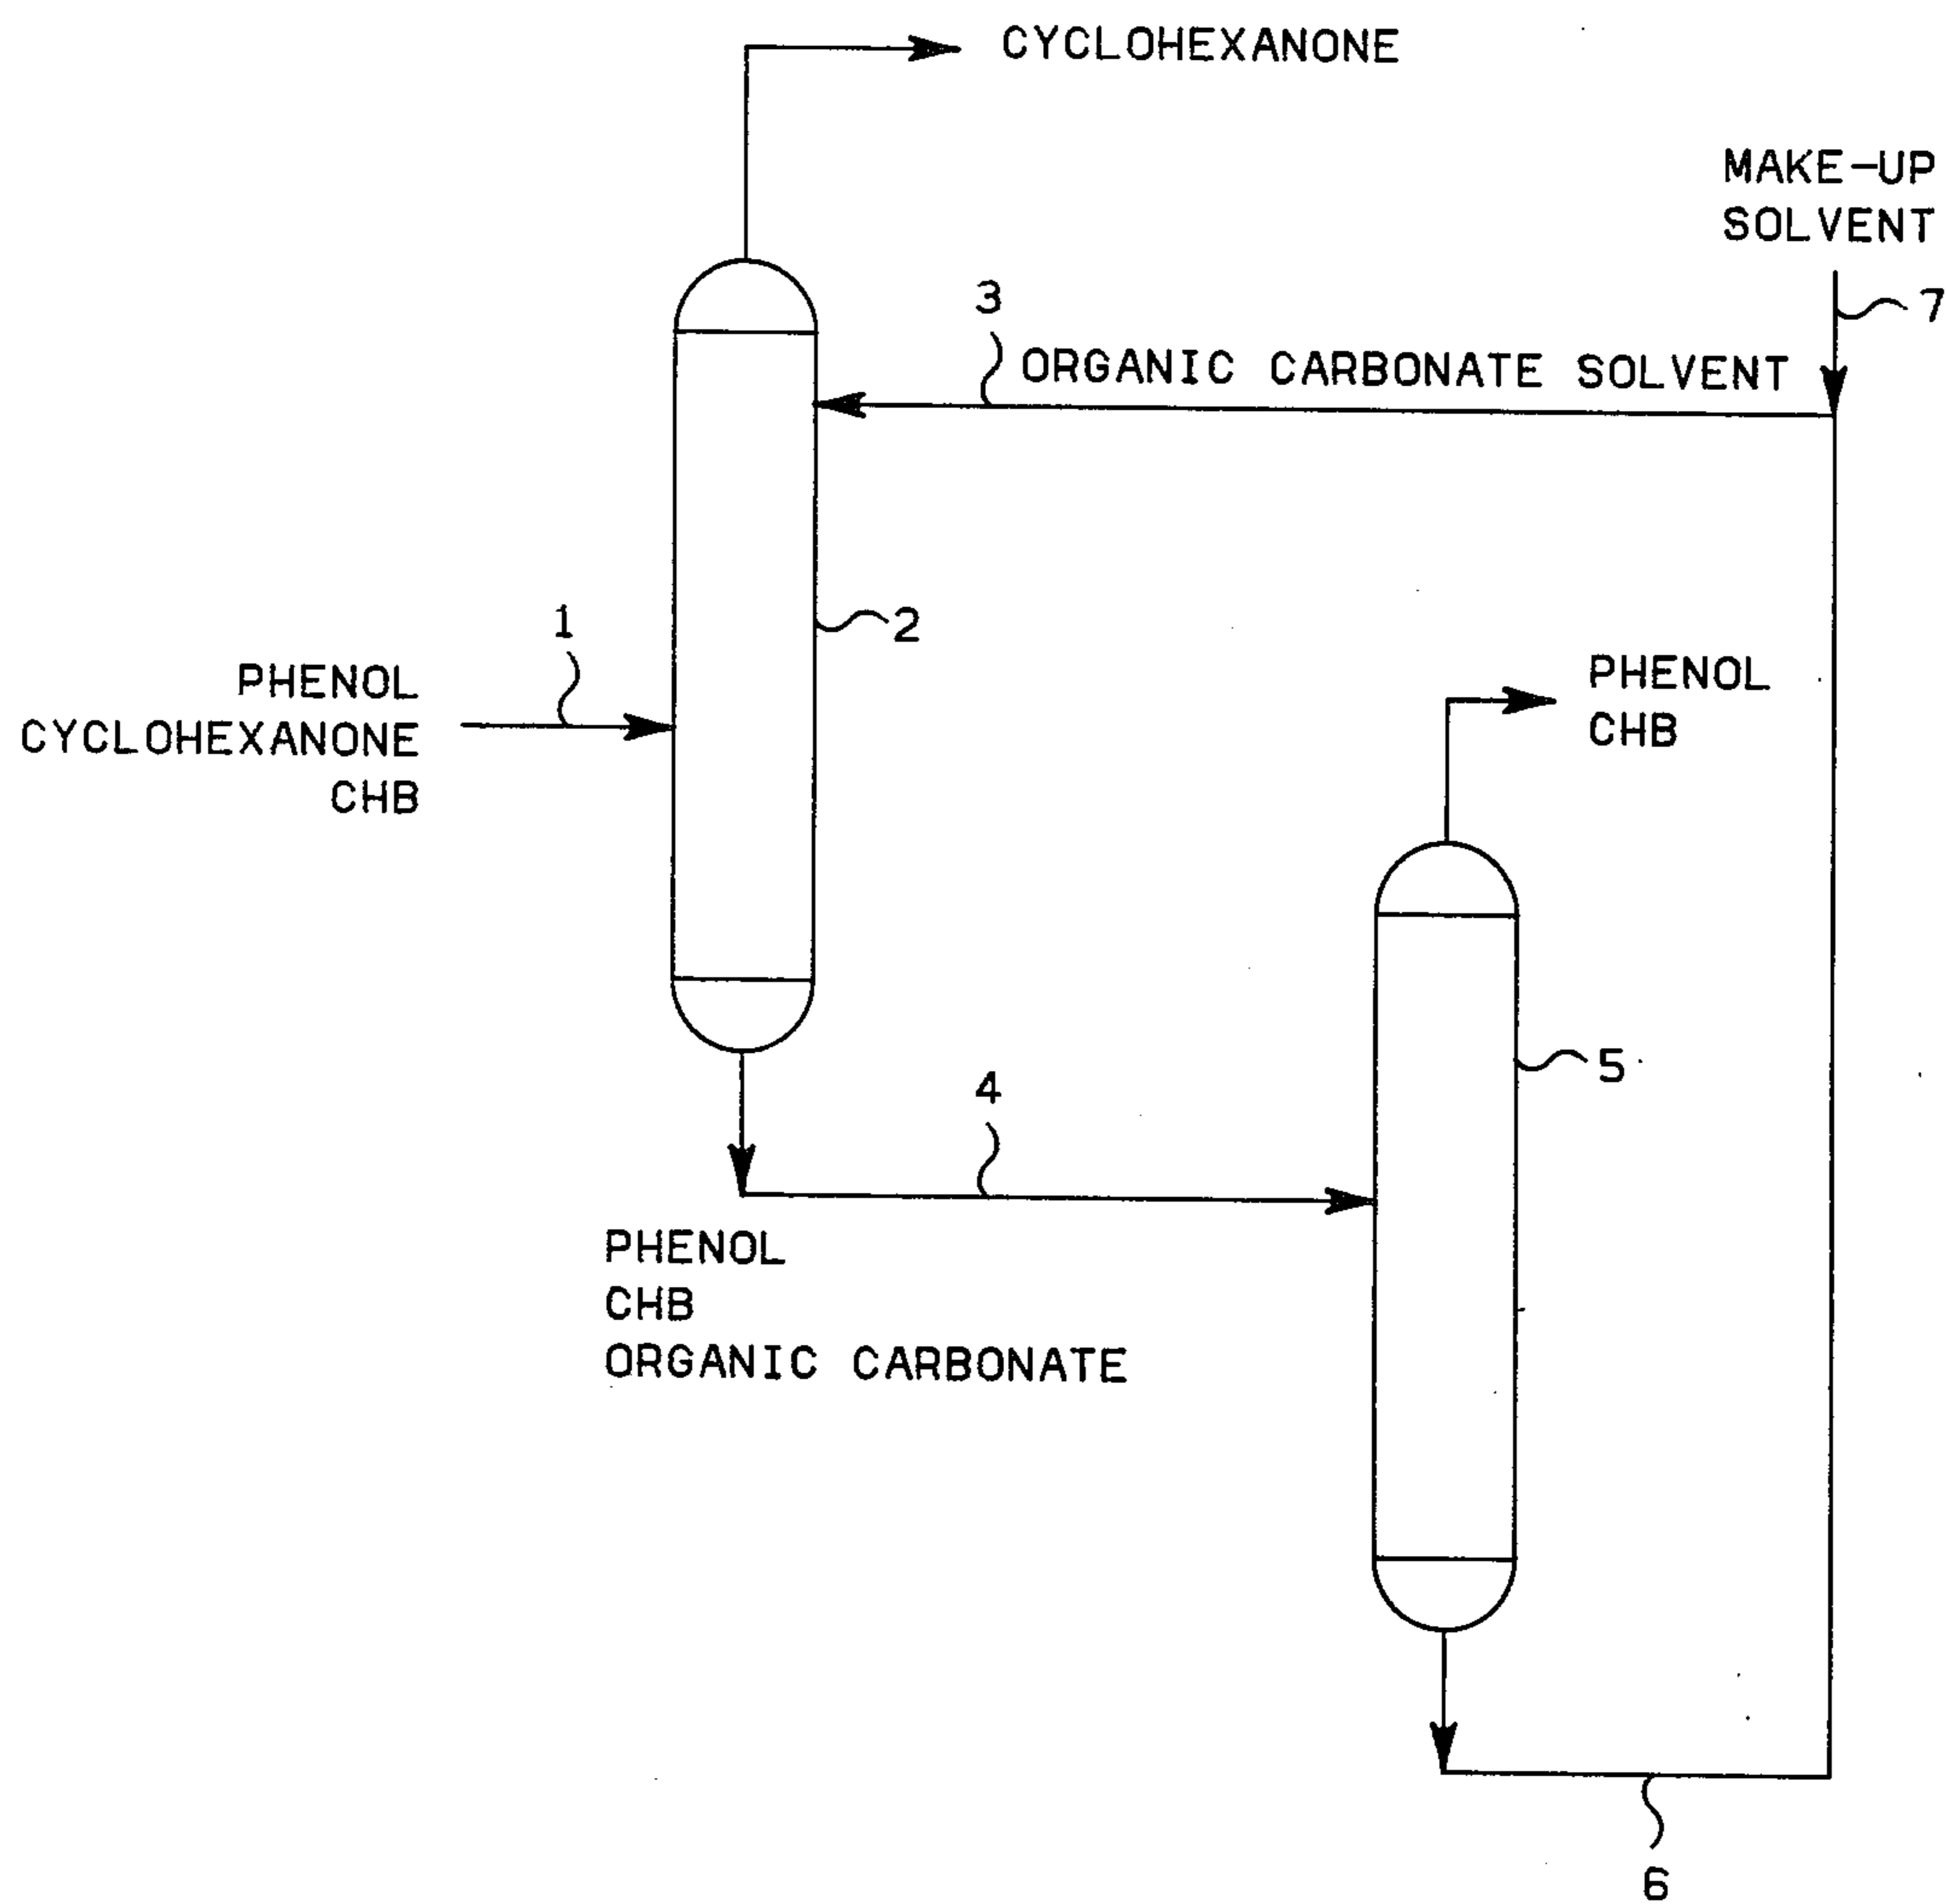 CYCLOHEXANONE
MAKE-UP
SOLVENT
7
3
ORGANIC CARBONATE SOLVENT
1
2
PHENOL
CYCLOHEXANONE
CHB
PHENOL
CHB
4
5
PHENOL
CHB
ORGANIC CARBONATE
6